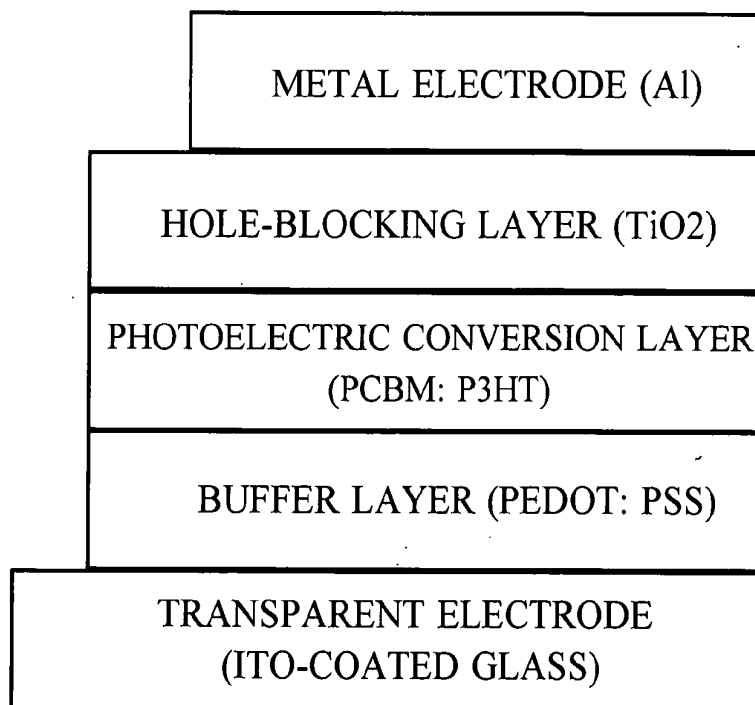 METAL ELECTRODE (Al)
HOLE-BLOCKING LAYER (TiO2)
PHOTOELECTRIC CONVERSION LAYER
(PCBM: P3HT)
BUFFER LAYER (PEDOT: PSS)
TRANSPARENT ELECTRODE
(ITO-COATED GLASS)